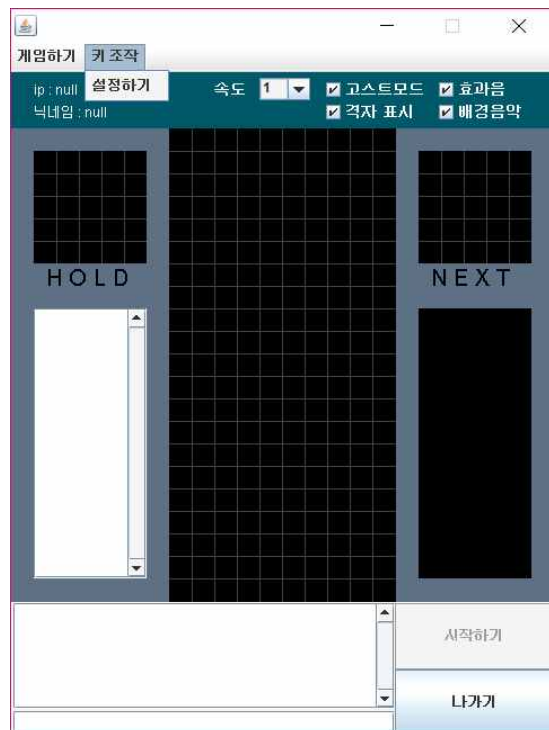 게임하기 키 조작
설정하기
ip : null
닉네임 : null
속도 1
고스트모드 효과음
격자 표시 배경음악
HOLD
NEXT
시작하기
나가기